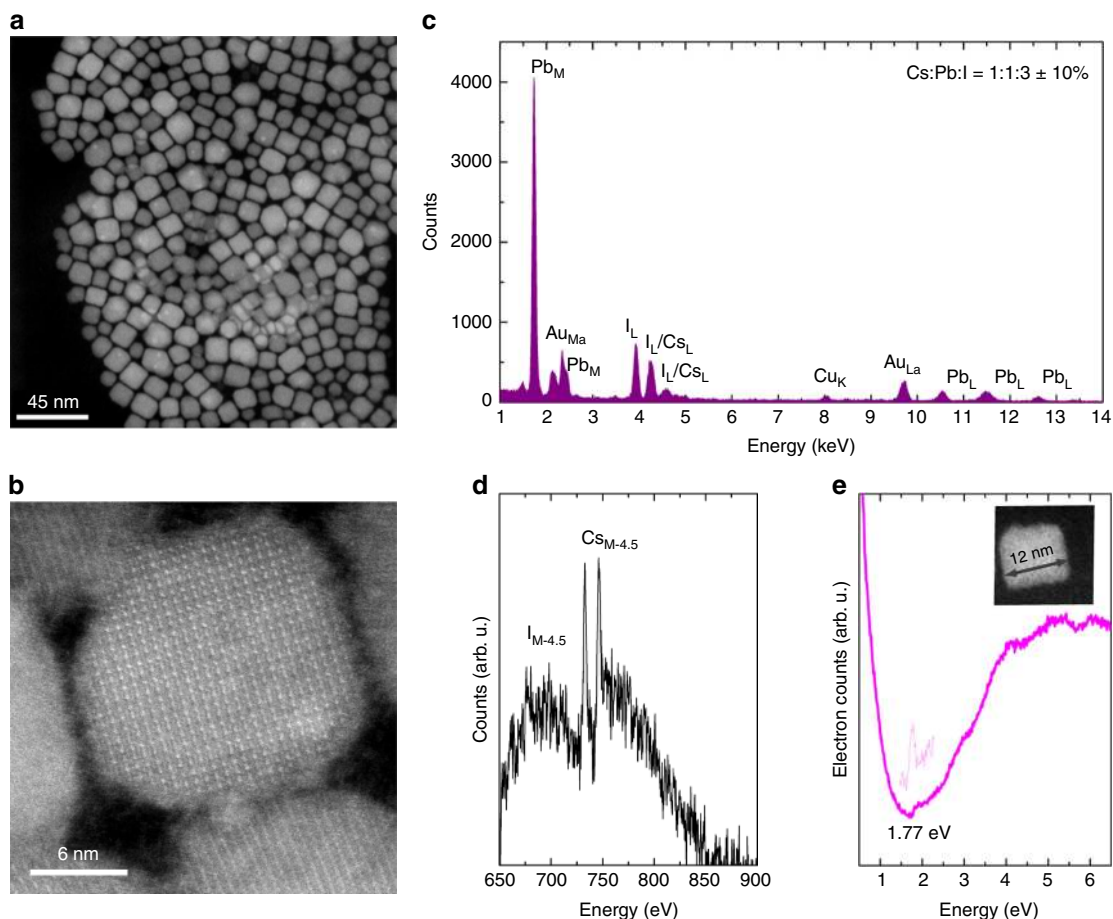 a
45 nm
b
6 nm
c
Cs:Pb:I = 1:1:3 ± 10%
Pb_M
Au_Ma
Pb_M
I_L
I_L/Cs_L
I_L/Cs_L
Cu_K
Au_La
Pb_L
Pb_L
Pb_L
Counts
4000
3000
2000
1000
0
1 2 3 4 5 6 7 8 9 10 11 12 13 14
Energy (keV)
d
Cs_M-4.5
I_M-4.5
Counts (arb. u.)
650 700 750 800 850 900
Energy (eV)
e
12 nm
Electron counts (arb. u.)
1.77 eV
1 2 3 4 5 6
Energy (eV)